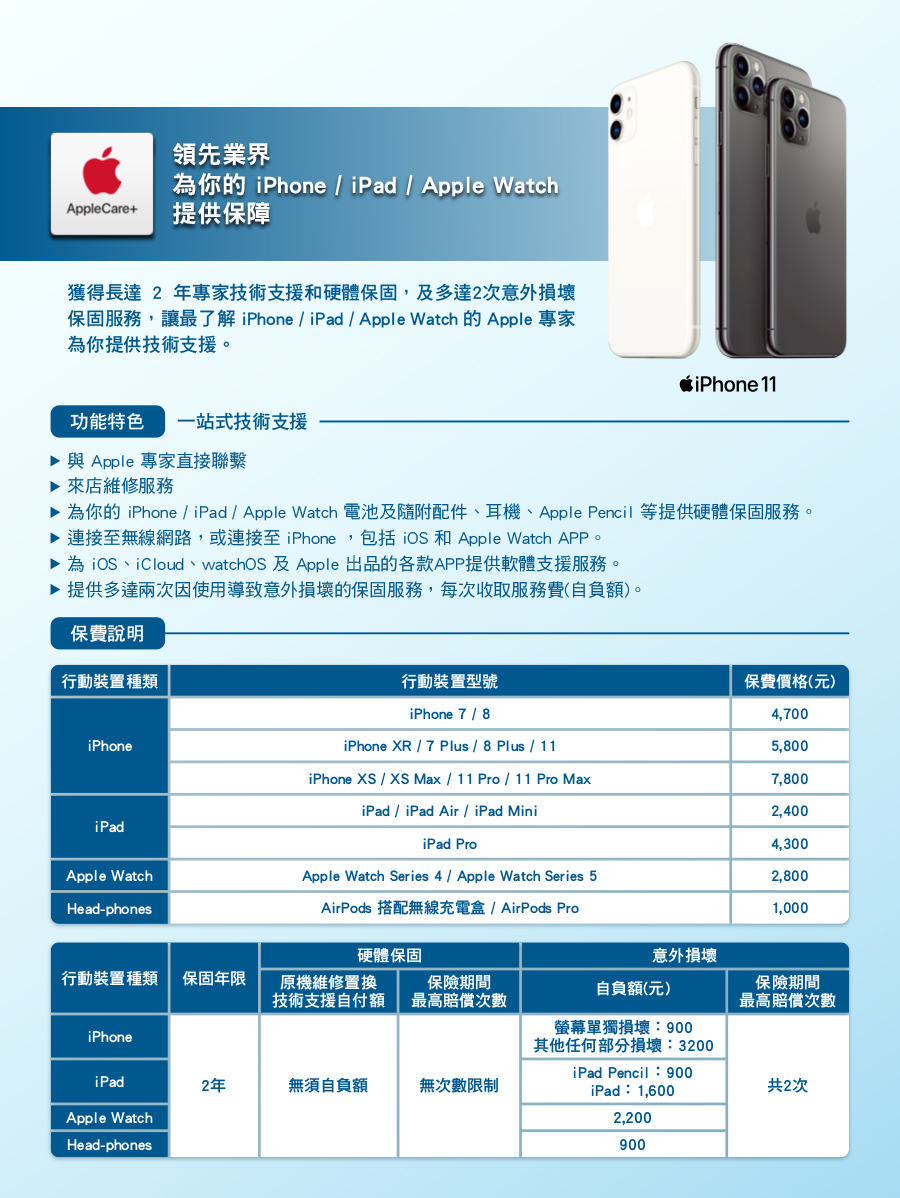 AppleCare+
領先業界
為你的 iPhone / iPad / Apple Watch
提供保障
獲得長達 2 年專家技術支援和硬體保固，及多達2次意外損壞
保固服務，讓最了解 iPhone / iPad / Apple Watch 的 Apple 專家
為你提供技術支援。
iPhone 11
功能特色 一站式技術支援
▶ 與 Apple 專家直接聯繫
▶ 來店維修服務
▶ 為你的 iPhone / iPad / Apple Watch 電池及隨附配件、耳機、Apple Pencil 等提供硬體保固服務。
▶ 連接至無線網路，或連接至 iPhone ，包括 iOS 和 Apple Watch APP。
▶ 為 iOS、iCloud、watchOS 及 Apple 出品的各款APP提供軟體支援服務。
▶ 提供多達兩次因使用導致意外損壞的保固服務，每次收取服務費(自負額)。
保費說明
行動裝置種類 行動裝置型號 保費價格(元)
iPhone
iPhone 7 / 8 4,700
iPhone XR / 7 Plus / 8 Plus / 11 5,800
iPhone XS / XS Max / 11 Pro / 11 Pro Max 7,800
iPad
iPad / iPad Air / iPad Mini 2,400
iPad Pro 4,300
Apple Watch Apple Watch Series 4 / Apple Watch Series 5 2,800
Head-phones AirPods 搭配無線充電盒 / AirPods Pro 1,000
行動裝置種類 保固年限
硬體保固
原機維修置換
技術支援自付額
保險期間
最高賠償次數
意外損壞
自負額(元)
保險期間
最高賠償次數
iPhone
螢幕單獨損壞：900
其他任何部分損壞：3200
iPad
2年 無須自負額 無次數限制
iPad Pencil：900
iPad：1,600
共2次
Apple Watch 2,200
Head-phones 900